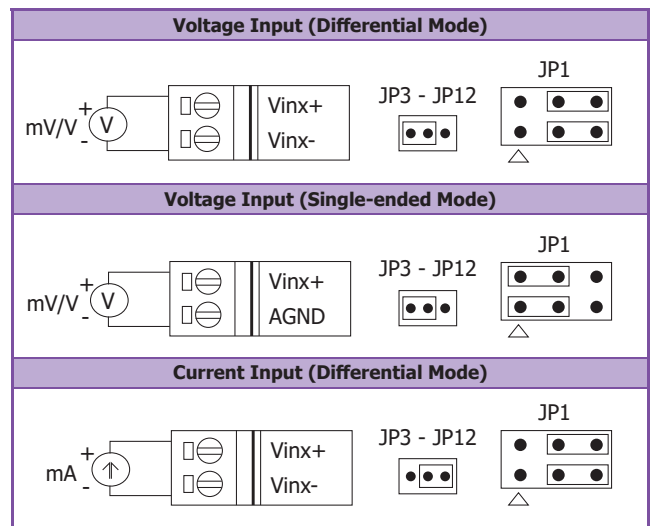 Voltage Input (Differential Mode)
JP1
JP3 - JP12
mV/V
+
-
V
Vinx+
Vinx-
Voltage Input (Single-ended Mode)
JP1
JP3 - JP12
mV/V
+
-
V
Vinx+
AGND
Current Input (Differential Mode)
JP1
JP3 - JP12
mA
+
-
Vinx+
Vinx-